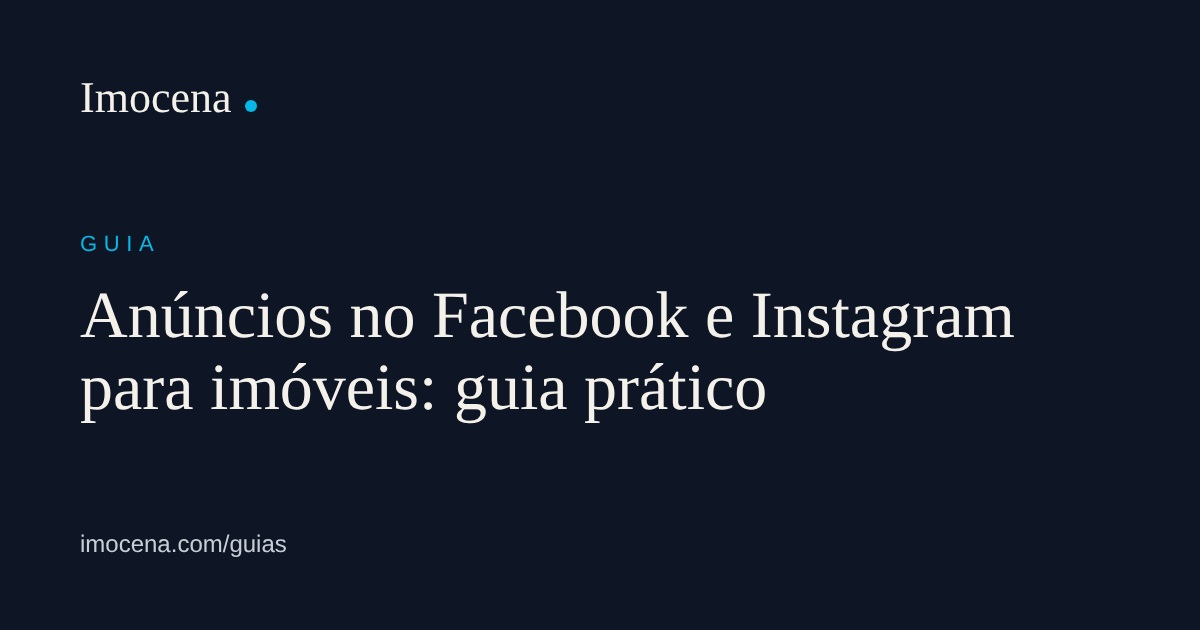 Imocena
GUIA
Anúncios no Facebook e Instagram
para imóveis: guia prático
imocena.com/guias